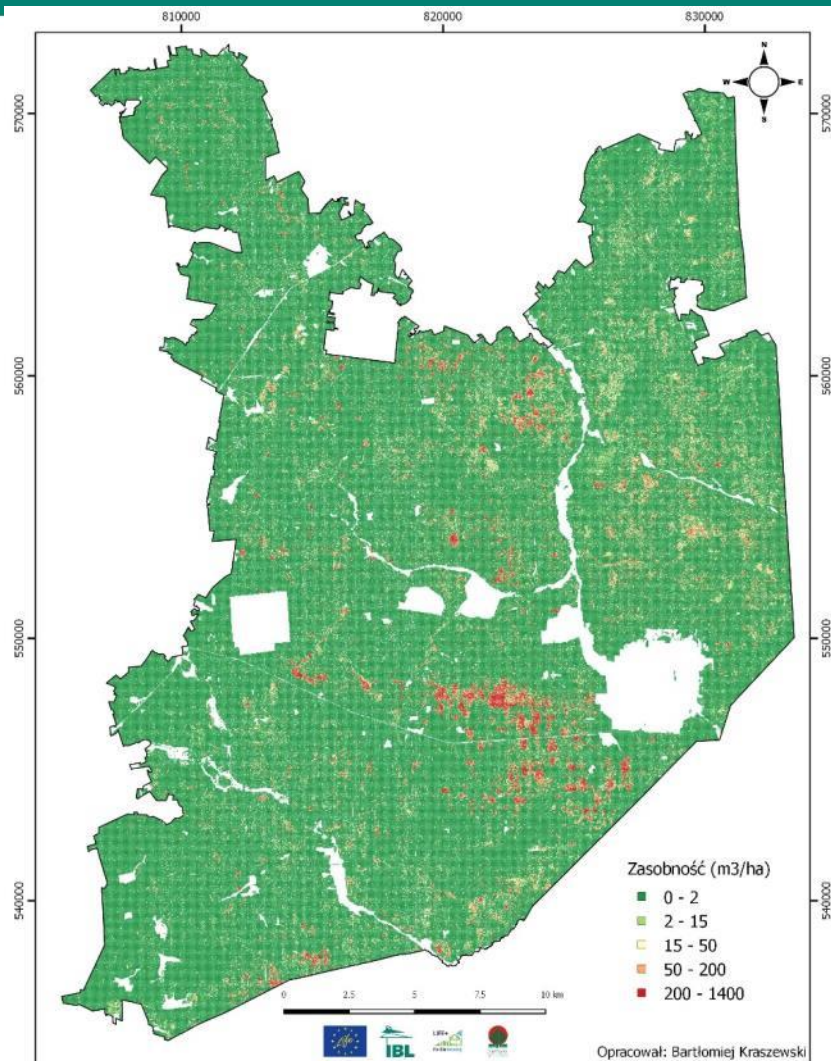 810000 820000 830000
N
W E
S
570000 570000
560000 560000
550000 550000
540000 540000
Zasobność (m3/ha)
0 - 2
2 - 15
15 - 50
50 - 200
200 - 1400
0 2.5 5 7.5 10 km
IBL
LIFE+
Opracował: Bartłomiej Kraszewski